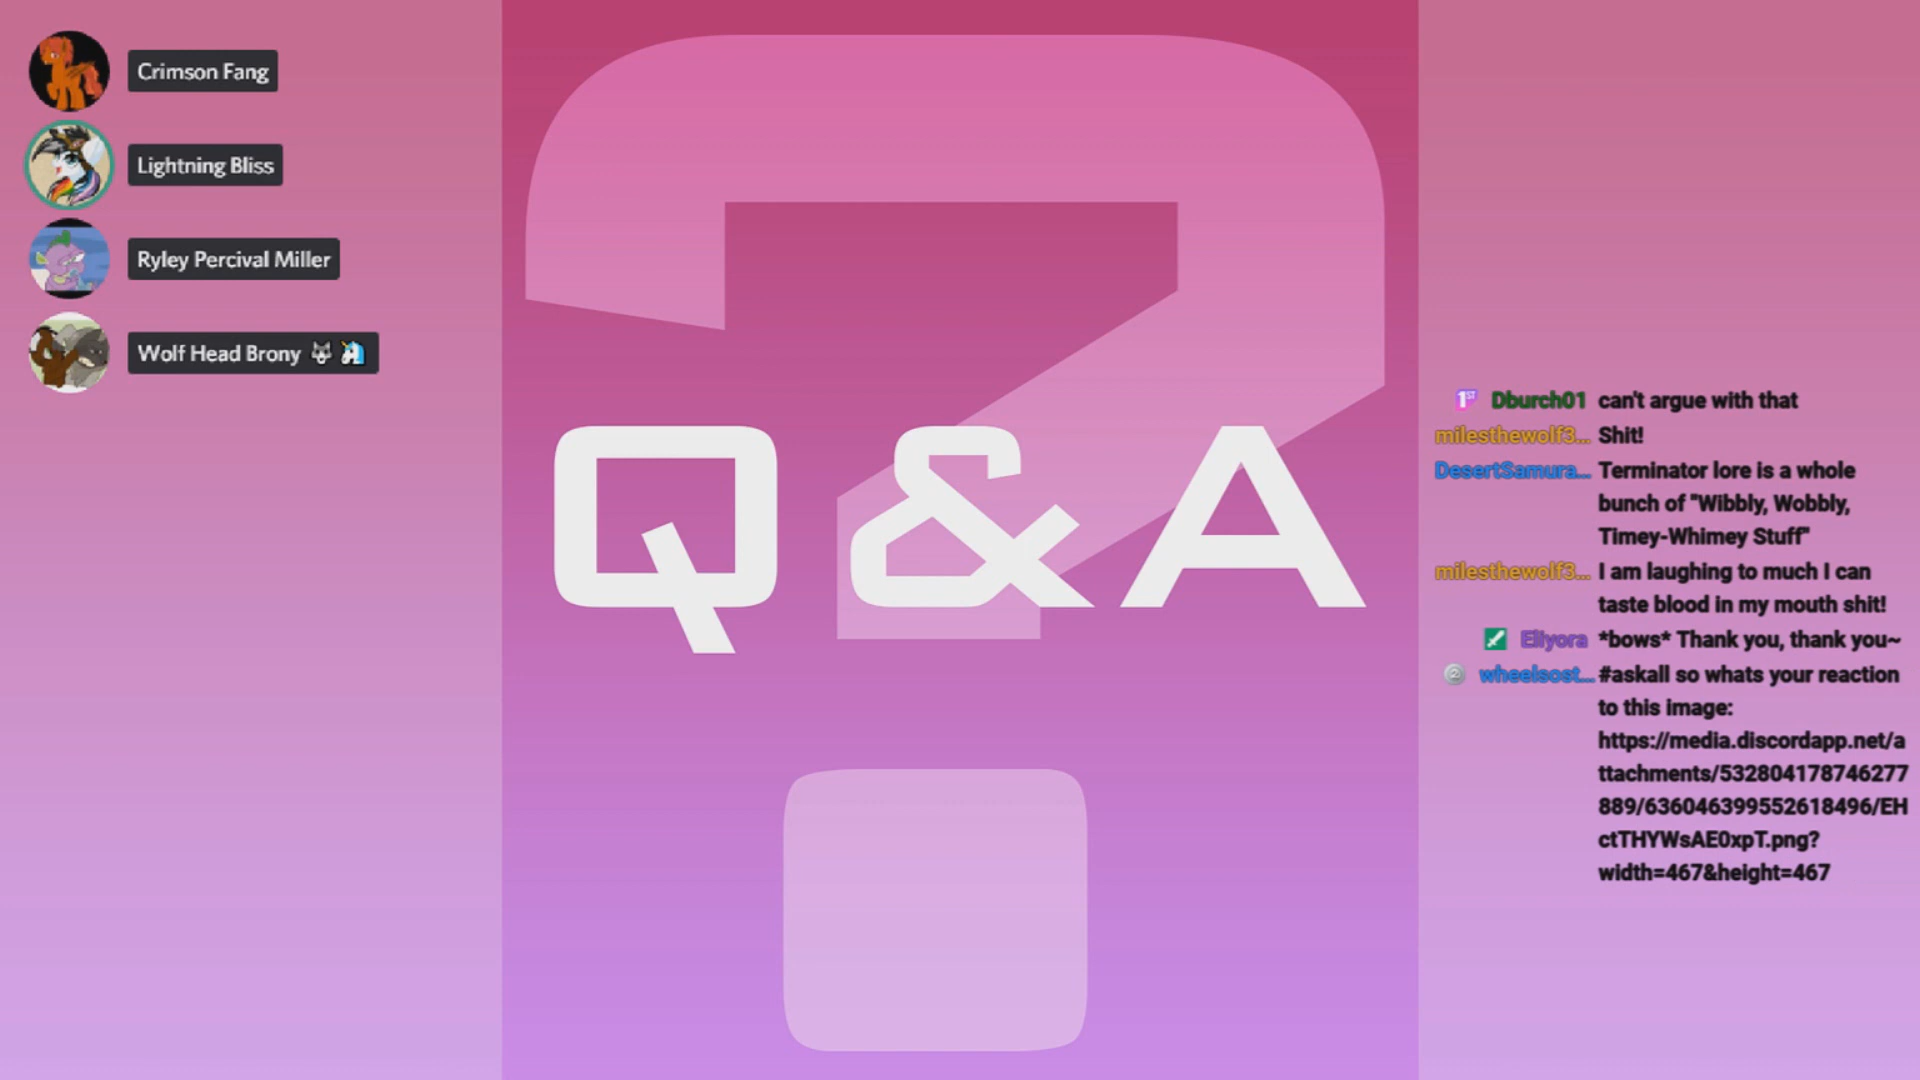 Crimson Fang
Lightning Bliss
Ryley Percival Miller
Wolf Head Brony
Q&A
?
1ST Dburch01 can't argue with that
milesthewolf3... Shit!
DesertSamura... Terminator lore is a whole
bunch of "Wibbly, Wobbly,
Timey-Whimey Stuff"
milesthewolf3... I am laughing to much I can
taste blood in my mouth shit!
Eliyora *bows* Thank you, thank you~
2 wheelsost... #askall so whats your reaction
to this image:
https://media.discordapp.net/a
ttachments/532804178746277
889/636046399552618496/EH
ctTHYWsAE0xpT.png?
width=467&height=467